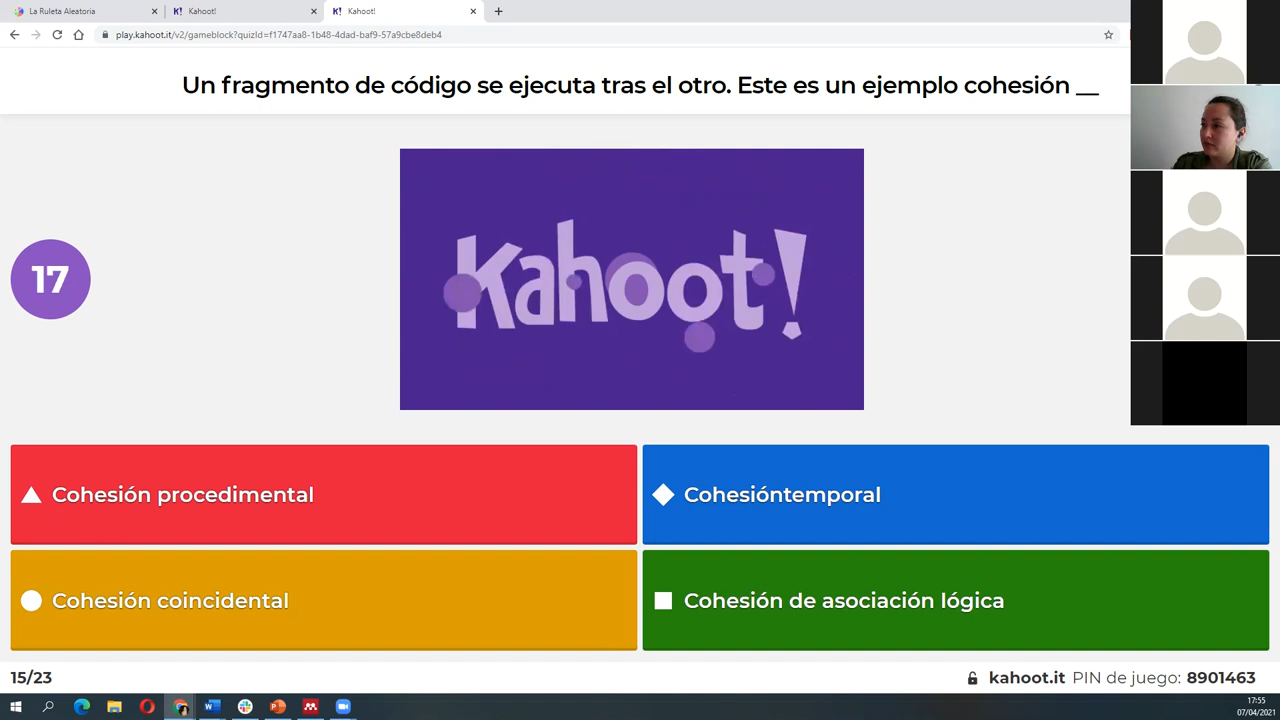 La Ruleta Aleatoria
Kahoot!
Kahoot!
play.kahoot.it/v2/gameblock?quizId=f1747aa8-1b48-4dad-baf9-57a9cbe8deb4
Un fragmento de código se ejecuta tras el otro. Este es un ejemplo cohesión __
17
Kahoot!
Cohesión procedimental
Cohesióntemporal
Cohesión coincidental
Cohesión de asociación lógica
15/23
kahoot.it PIN de juego: 8901463
17:55
07/04/2021